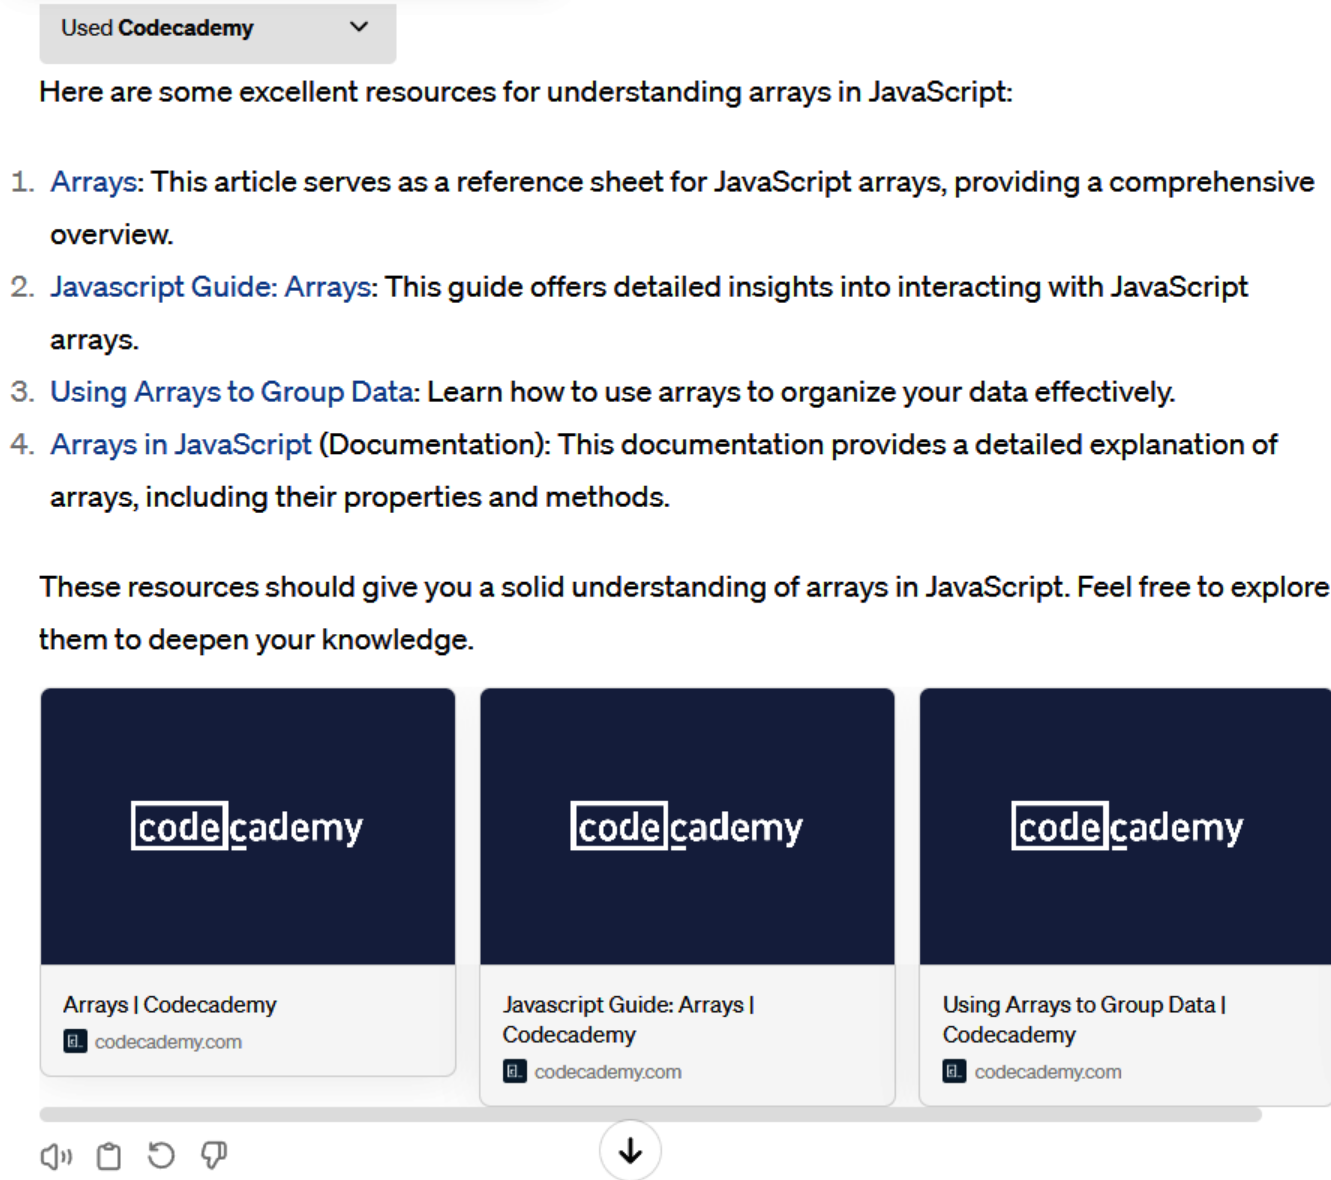 Used Codecademy
Here are some excellent resources for understanding arrays in JavaScript:
1. Arrays: This article serves as a reference sheet for JavaScript arrays, providing a comprehensive
overview.
2. Javascript Guide: Arrays: This guide offers detailed insights into interacting with JavaScript
arrays.
3. Using Arrays to Group Data: Learn how to use arrays to organize your data effectively.
4. Arrays in JavaScript (Documentation): This documentation provides a detailed explanation of
arrays, including their properties and methods.
These resources should give you a solid understanding of arrays in JavaScript. Feel free to explore
them to deepen your knowledge.
codecademy
Arrays | Codecademy
codecademy.com
codecademy
Javascript Guide: Arrays |
Codecademy
codecademy.com
codecademy
Using Arrays to Group Data |
Codecademy
codecademy.com